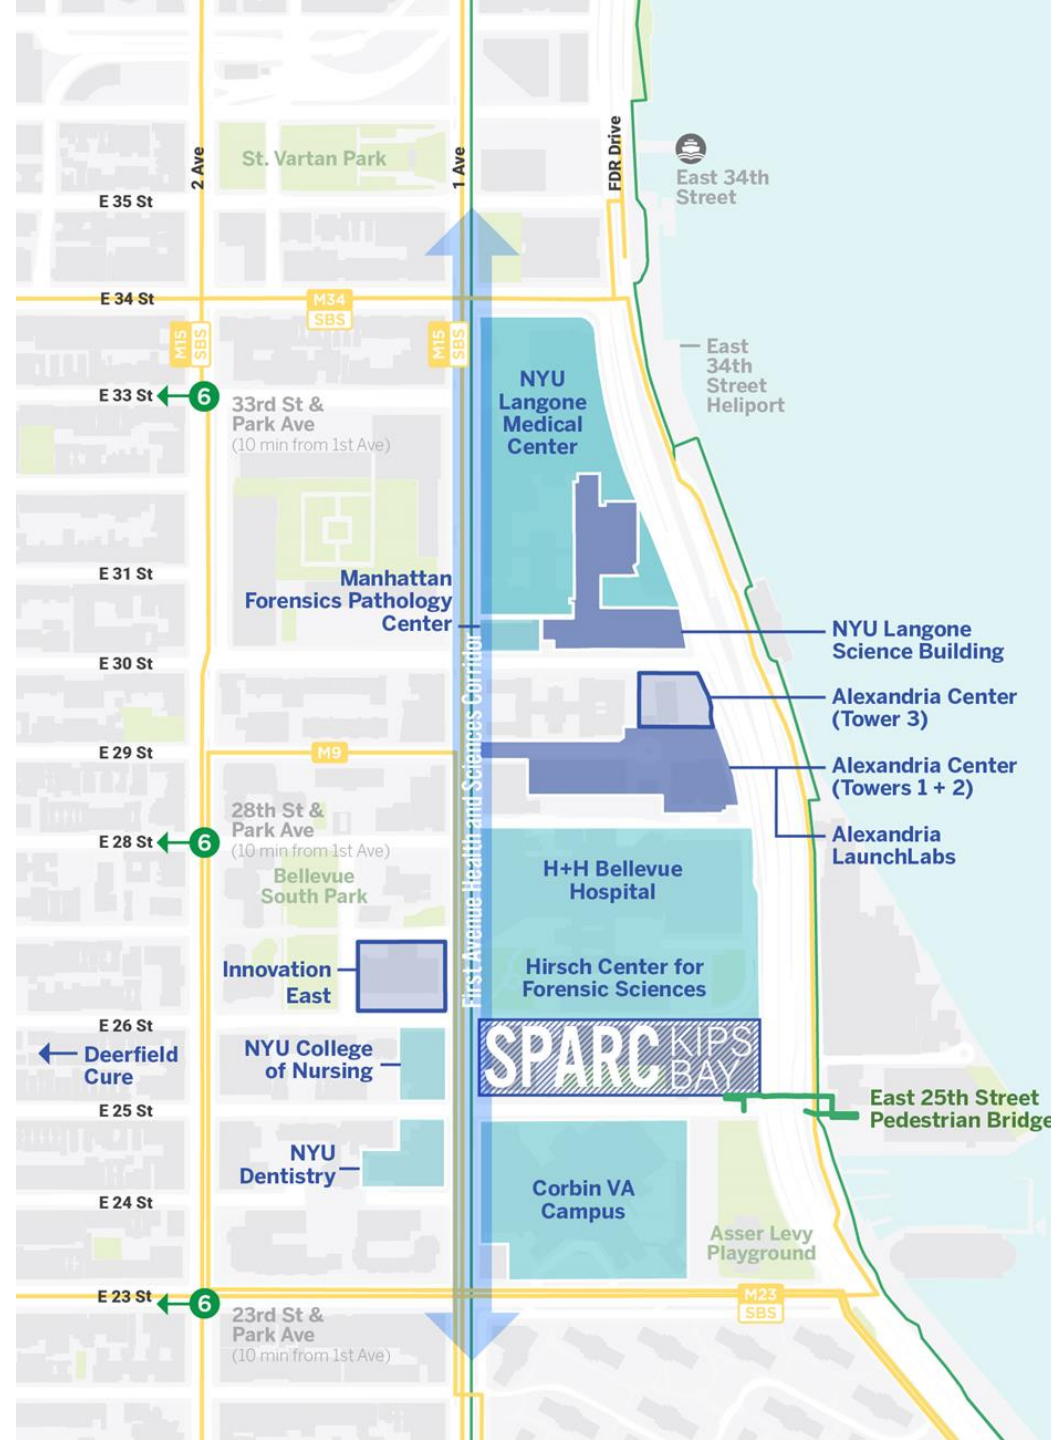 2 Ave
1 Ave
FDR Drive
St. Vartan Park
East 34th
Street
E 35 St
E 34 St
M34
SBS
M15
SBS
M15
SBS
East
34th
Street
Heliport
E 33 St
6
33rd St &
Park Ave
(10 min from 1st Ave)
NYU
Langone
Medical
Center
E 31 St
Manhattan
Forensics Pathology
Center
NYU Langone
Science Building
E 30 St
First Avenue Health and Sciences Corridor
Alexandria Center
(Tower 3)
E 29 St
M9
Alexandria Center
(Towers 1 + 2)
Alexandria
LaunchLabs
28th St &
Park Ave
(10 min from 1st Ave)
E 28 St
6
Bellevue
South Park
H+H Bellevue
Hospital
Innovation
East
Hirsch Center for
Forensic Sciences
E 26 St
Deerfield
Cure
NYU College
of Nursing
SPARC KIPS
BAY
E 25 St
East 25th Street
Pedestrian Bridge
NYU
Dentistry
Corbin VA
Campus
E 24 St
Asser Levy
Playground
E 23 St
6
M23
SBS
23rd St &
Park Ave
(10 min from 1st Ave)